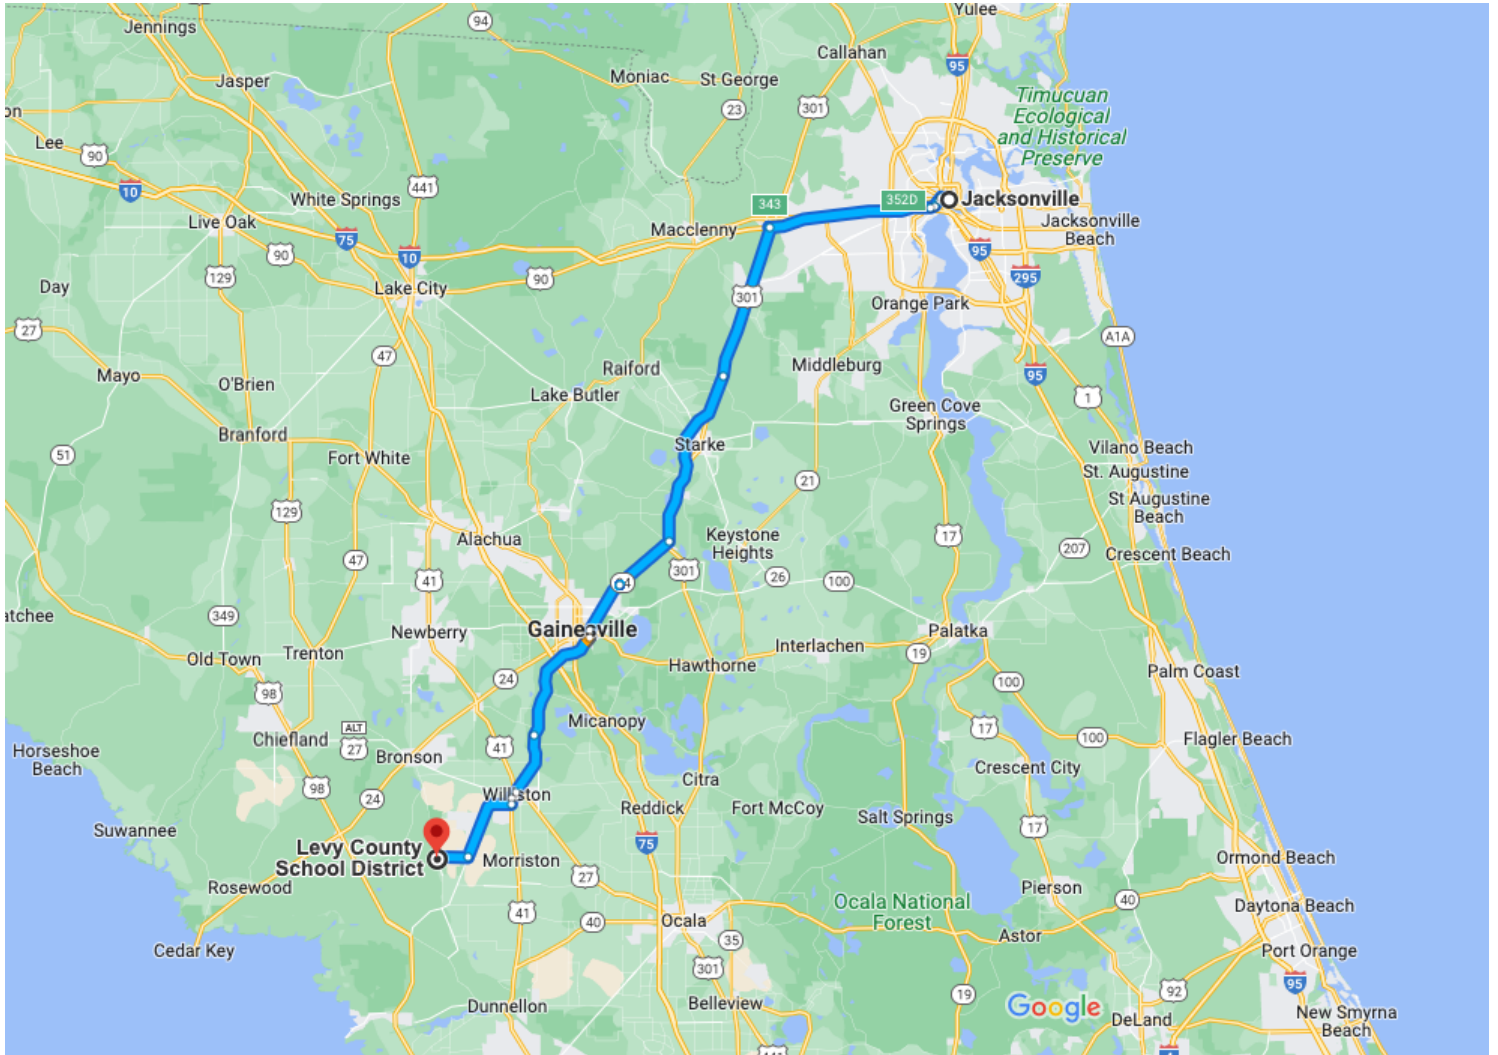 Yulee
Jennings
94
Callahan
95
Moniac
St George
Jasper
Timucuan
Ecological
and Historical
Preserve
23
301
on
Lee
90
10
441
White Springs
343
352D
Jacksonville
Live Oak
75
Macclenny
Jacksonville
Beach
90
10
95
129
90
295
Day
Lake City
301
Orange Park
27
A1A
47
Raiford
Middleburg
Mayo
O'Brien
95
Lake Butler
1
Green Cove
Springs
Branford
Starke
Vilano Beach
51
Fort White
St. Augustine
21
St Augustine
Beach
129
Alachua
Keystone
Heights
17
207
Crescent Beach
47
41
301
26
100
atchee
349
Newberry
Gainesville
Palatka
Trenton
Interlachen
Old Town
Hawthorne
19
24
Palm Coast
98
100
Micanopy
ALT
27
Chiefland
41
17
100
Flagler Beach
Horseshoe
Beach
Bronson
Crescent City
Citra
98
24
Williston
Reddick
Fort McCoy
Salt Springs
Suwannee
17
75
Levy County
School District
Morriston
Ormond Beach
27
Rosewood
Pierson
Ocala National
Forest
40
Daytona Beach
41
40
Ocala
Astor
35
Cedar Key
Port Orange
301
19
92
95
Dunnellon
Belleview
Google
DeLand
New Smyrna
Beach